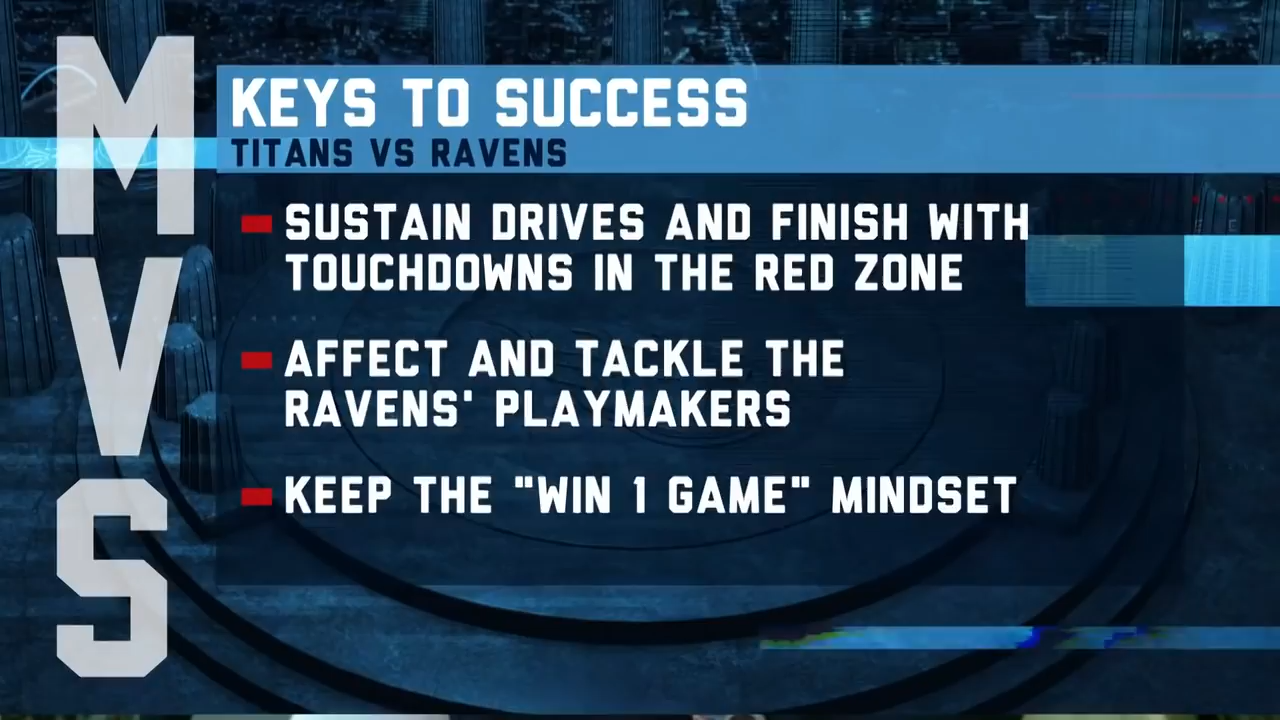 MVS
KEYS TO SUCCESS
TITANS VS RAVENS
SUSTAIN DRIVES AND FINISH WITH
TOUCHDOWNS IN THE RED ZONE
AFFECT AND TACKLE THE
RAVENS' PLAYMAKERS
KEEP THE "WIN 1 GAME" MINDSET